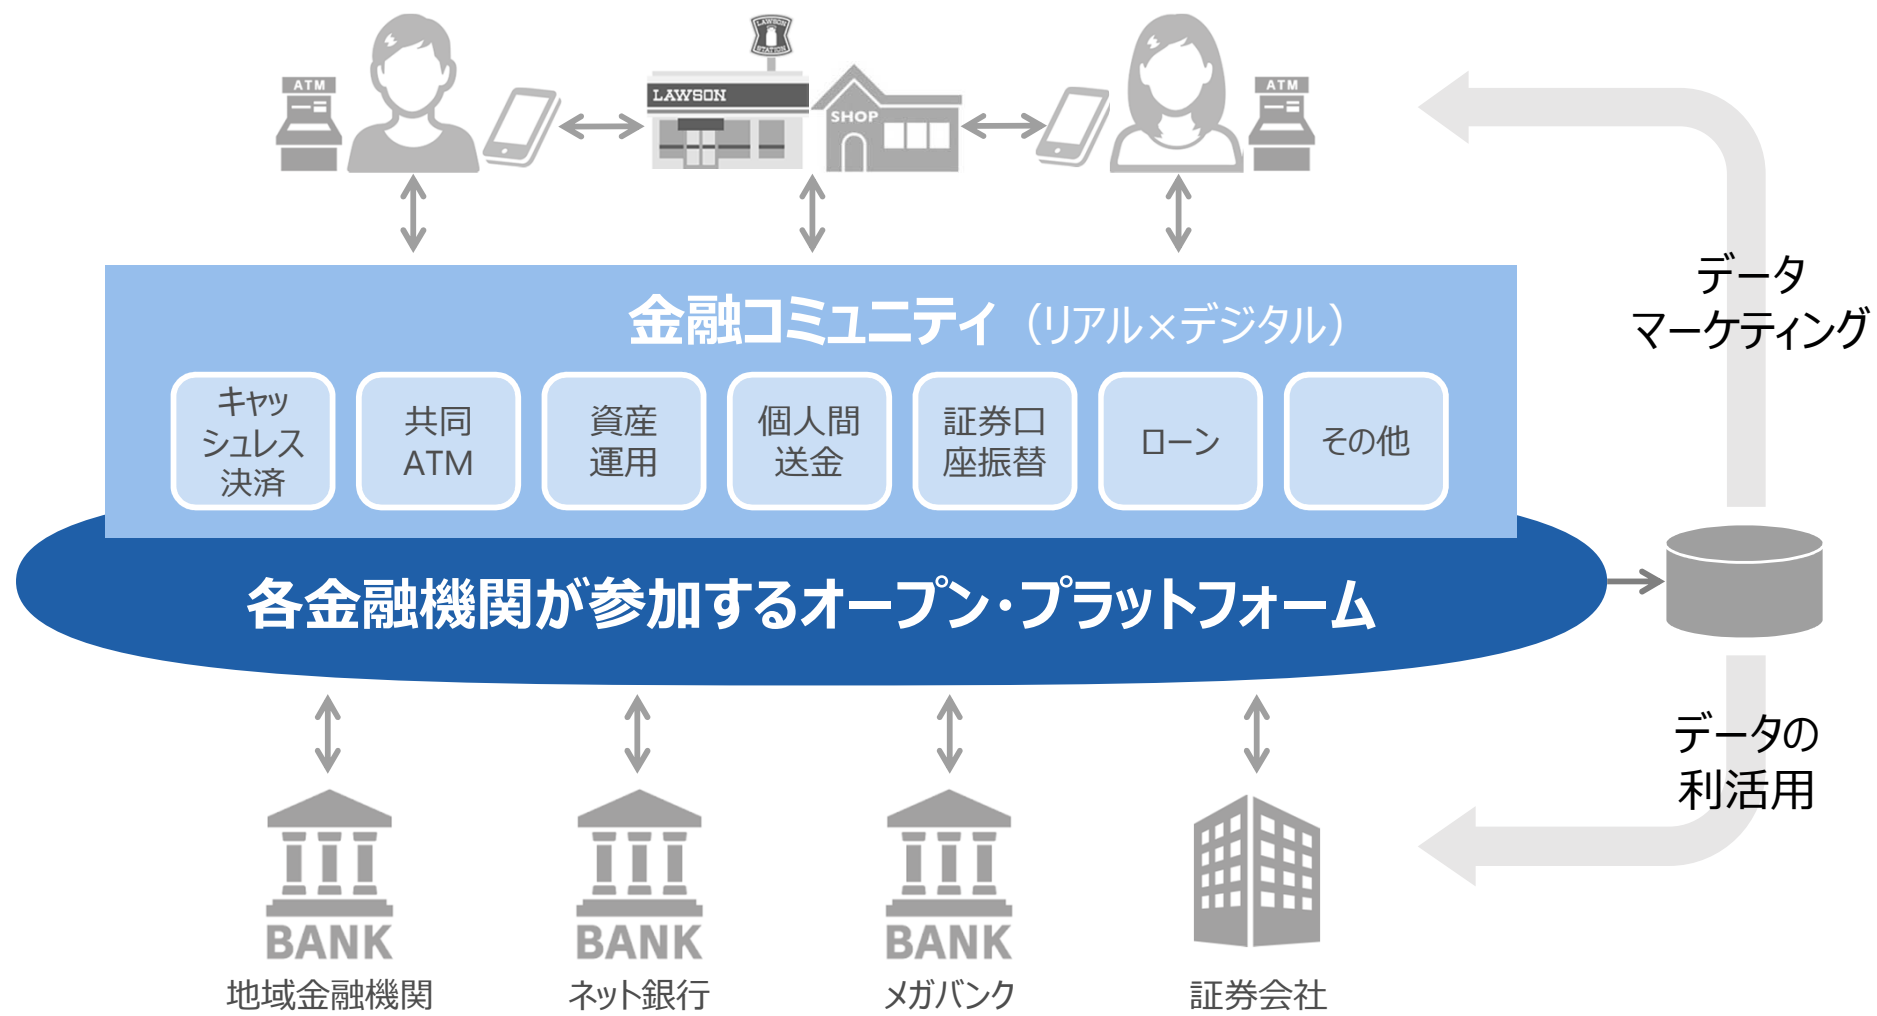 LAWSON
STATION
ATM
LAWSON
SHOP
ATM
金融コミュニティ（リアル×デジタル）
キャッ
シュレス
決済
共同
ATM
資産
運用
個人間
送金
証券口
座振替
ローン
その他
各金融機関が参加するオープン・プラットフォーム
データ
マーケティング
データの
利活用
BANK
地域金融機関
BANK
ネット銀行
BANK
メガバンク
証券会社